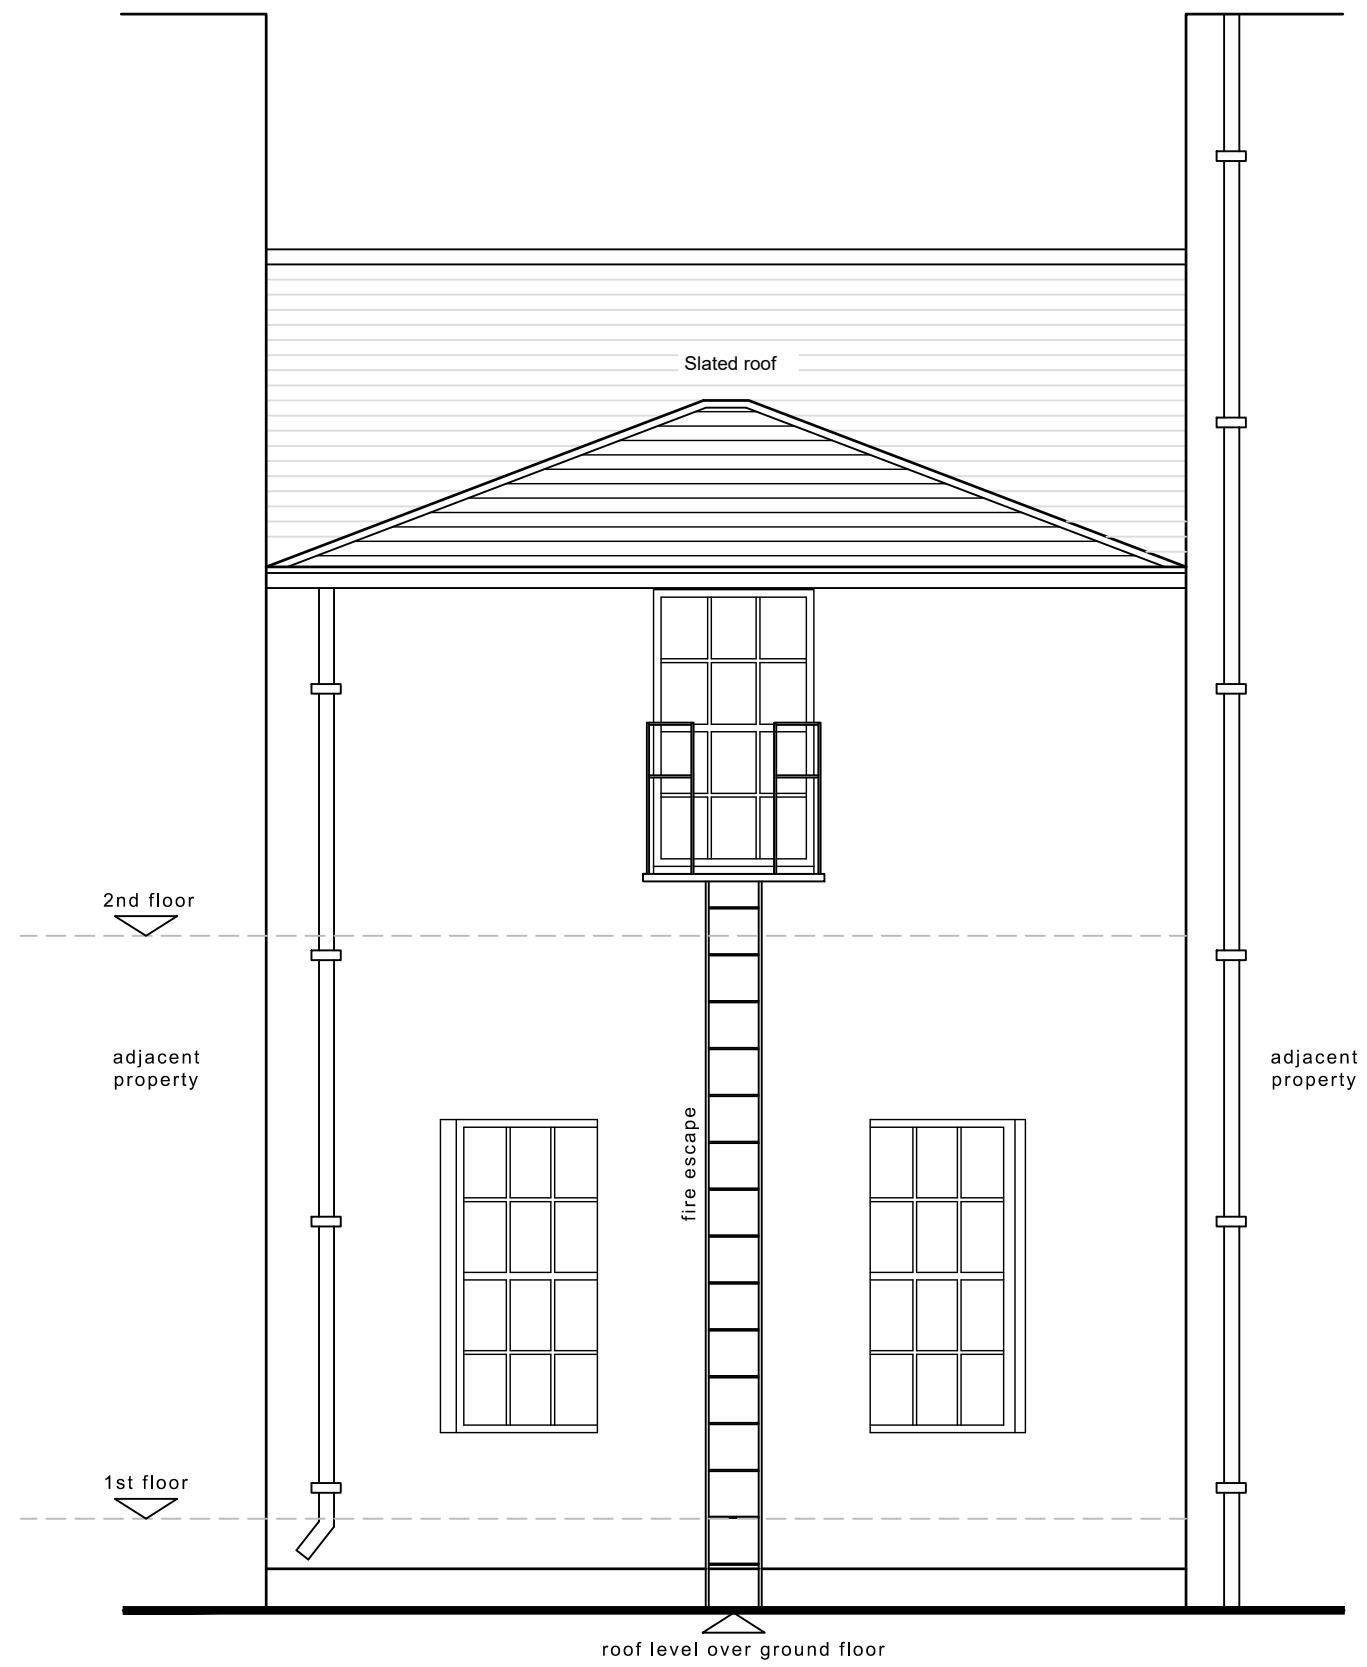 Slated roof
2nd floor
adjacent
property
adjacent
property
fire escape
1st floor
roof level over ground floor